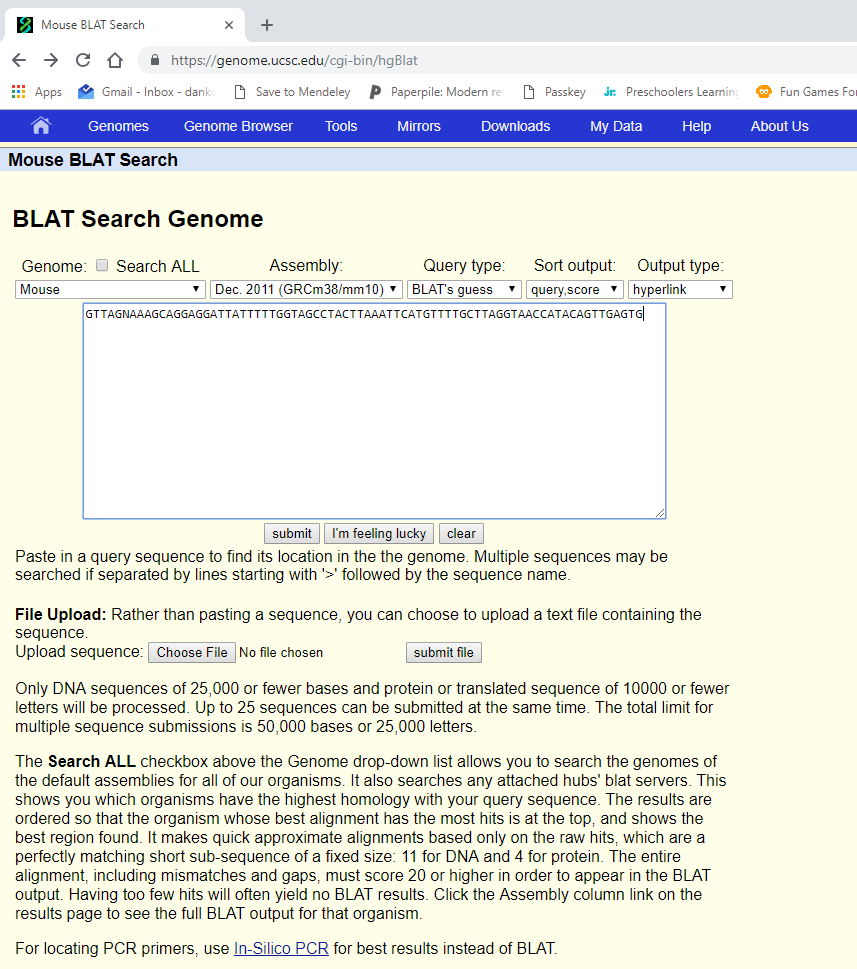 Mouse BLAT Search
https://genome.ucsc.edu/cgi-bin/hgBlat
Apps Gmail - Inbox - dank Save to Mendeley Paperpile: Modern re Passkey jr. Preschoolers Learning Fun Games Fo
Genomes Genome Browser Tools Mirrors Downloads My Data Help About Us
Mouse BLAT Search
BLAT Search Genome
Genome: Search ALL Assembly: Query type: Sort output: Output type:
Mouse Dec. 2011 (GRCm38/mm10) BLAT's guess query,score hyperlink
GTTAGNAAAGCAGGAGGATTATTTTTGGTAGCCTACTTAAATTCATGTTTTGCTTAGGTAACCATACAGTTGAGTG
submit I'm feeling lucky clear
Paste in a query sequence to find its location in the the genome. Multiple sequences may be
searched if separated by lines starting with '>' followed by the sequence name.
File Upload: Rather than pasting a sequence, you can choose to upload a text file containing the
sequence.
Upload sequence: Choose File No file chosen submit file
Only DNA sequences of 25,000 or fewer bases and protein or translated sequence of 10000 or fewer
letters will be processed. Up to 25 sequences can be submitted at the same time. The total limit for
multiple sequence submissions is 50,000 bases or 25,000 letters.
The Search ALL checkbox above the Genome drop-down list allows you to search the genomes of
the default assemblies for all of our organisms. It also searches any attached hubs' blat servers. This
shows you which organisms have the highest homology with your query sequence. The results are
ordered so that the organism whose best alignment has the most hits is at the top, and shows the
best region found. It makes quick approximate alignments based only on the raw hits, which are a
perfectly matching short sub-sequence of a fixed size: 11 for DNA and 4 for protein. The entire
alignment, including mismatches and gaps, must score 20 or higher in order to appear in the BLAT
output. Having too few hits will often yield no BLAT results. Click the Assembly column link on the
results page to see the full BLAT output for that organism.
For locating PCR primers, use In-Silico PCR for best results instead of BLAT.